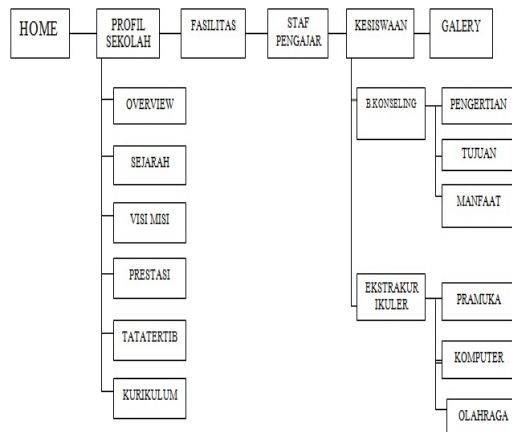 HOME
PROFIL
SEKOLAH
FASILITAS
STAF
PENGAJAR
KESISWAAN
GALERY
OVERVIEW
SEJARAH
VISI MISI
PRESTASI
TATATERTIB
KURIKULUM
B.KONSELING
PENGERTIAN
TUJUAN
MANFAAT
EKSTRAKUR
IKULER
PRAMUKA
KOMPUTER
OLAHRAGA